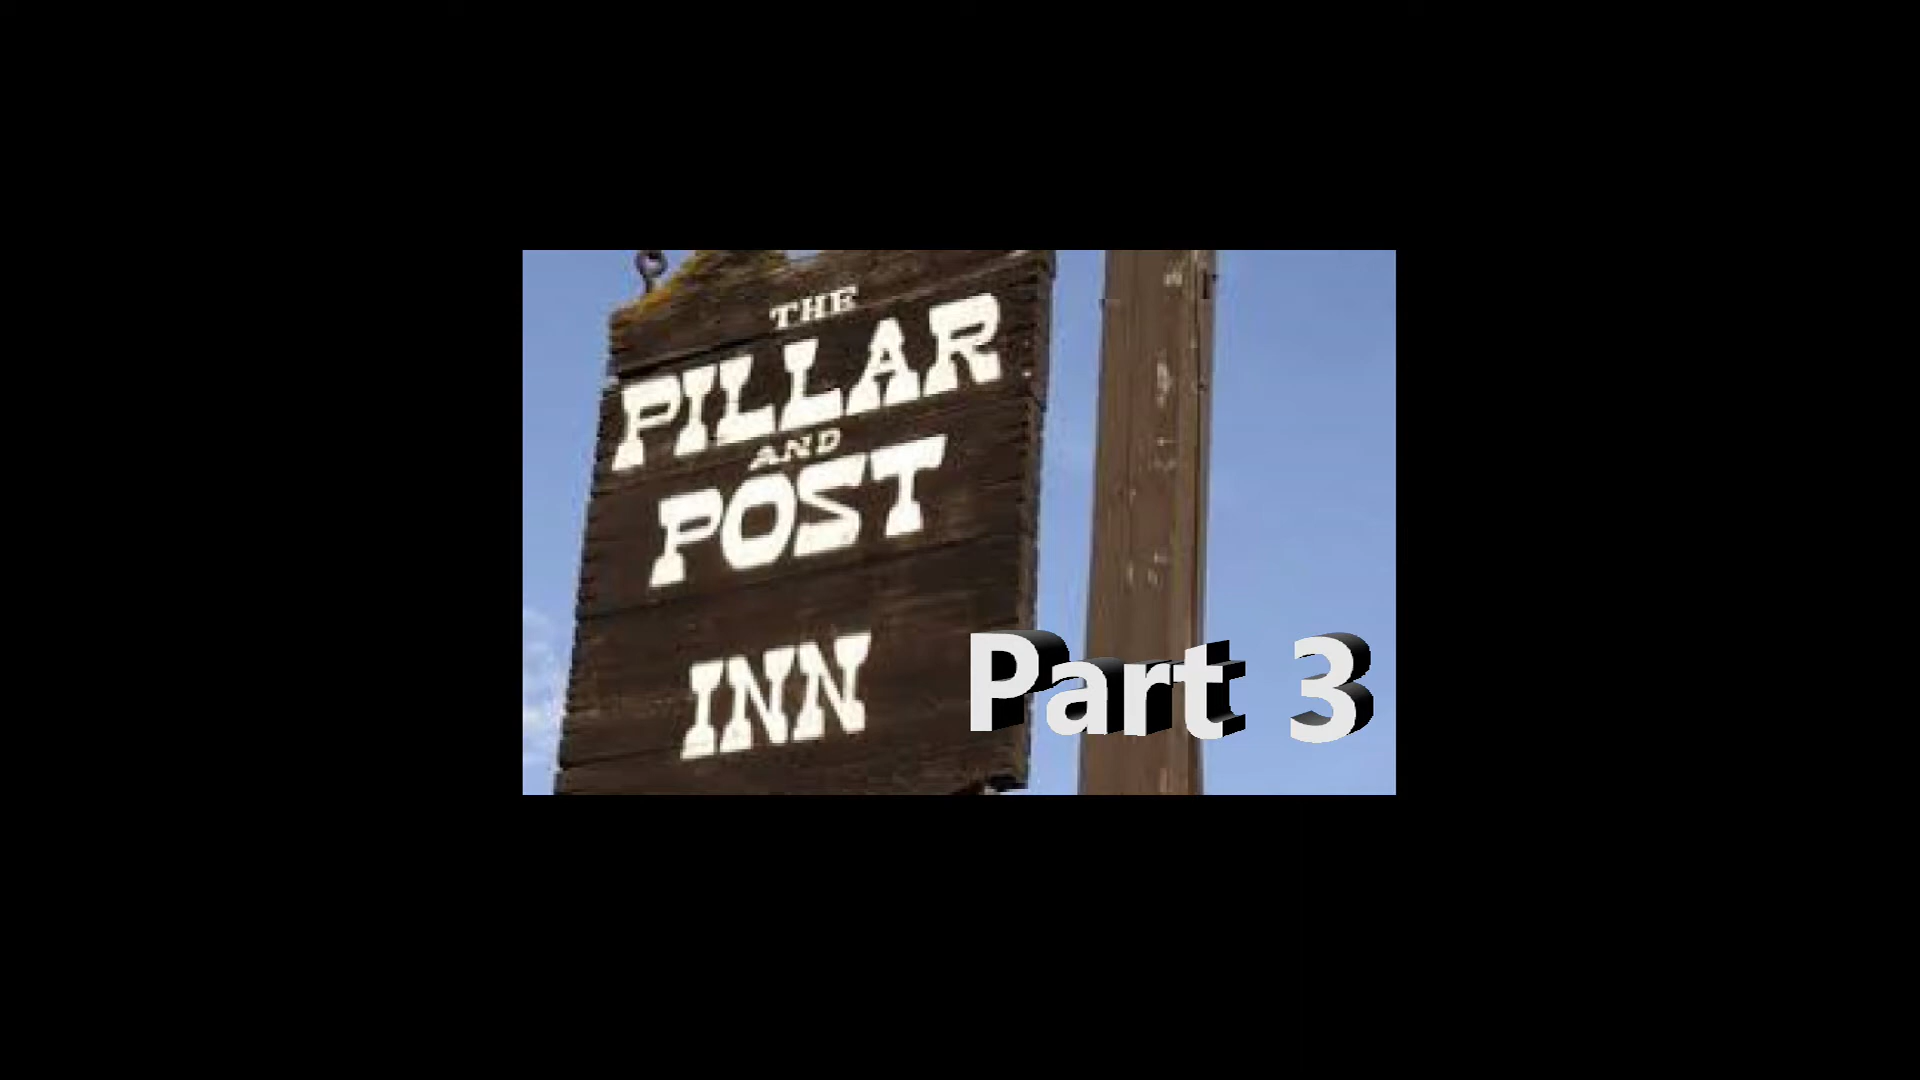 THE
PILLAR
AND
POST
INN
Part 3